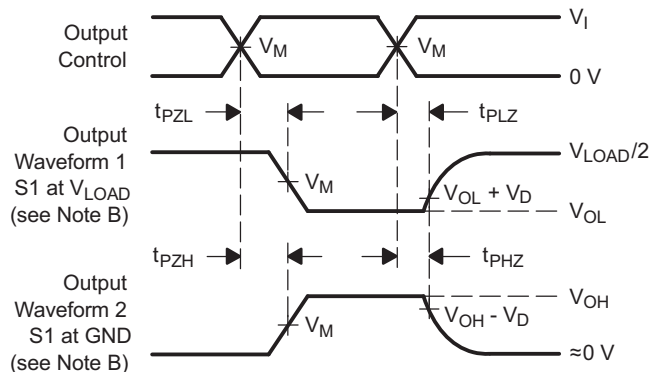 Output
Control
V_I
V_M
V_M
0 V
t_PZL
t_PLZ
Output
Waveform 1
S1 at V_LOAD
(see Note B)
V_LOAD/2
V_M
V_OL + V_D
V_OL
t_PZH
t_PHZ
Output
Waveform 2
S1 at GND
(see Note B)
V_OH
V_M
V_OH - V_D
≈0 V